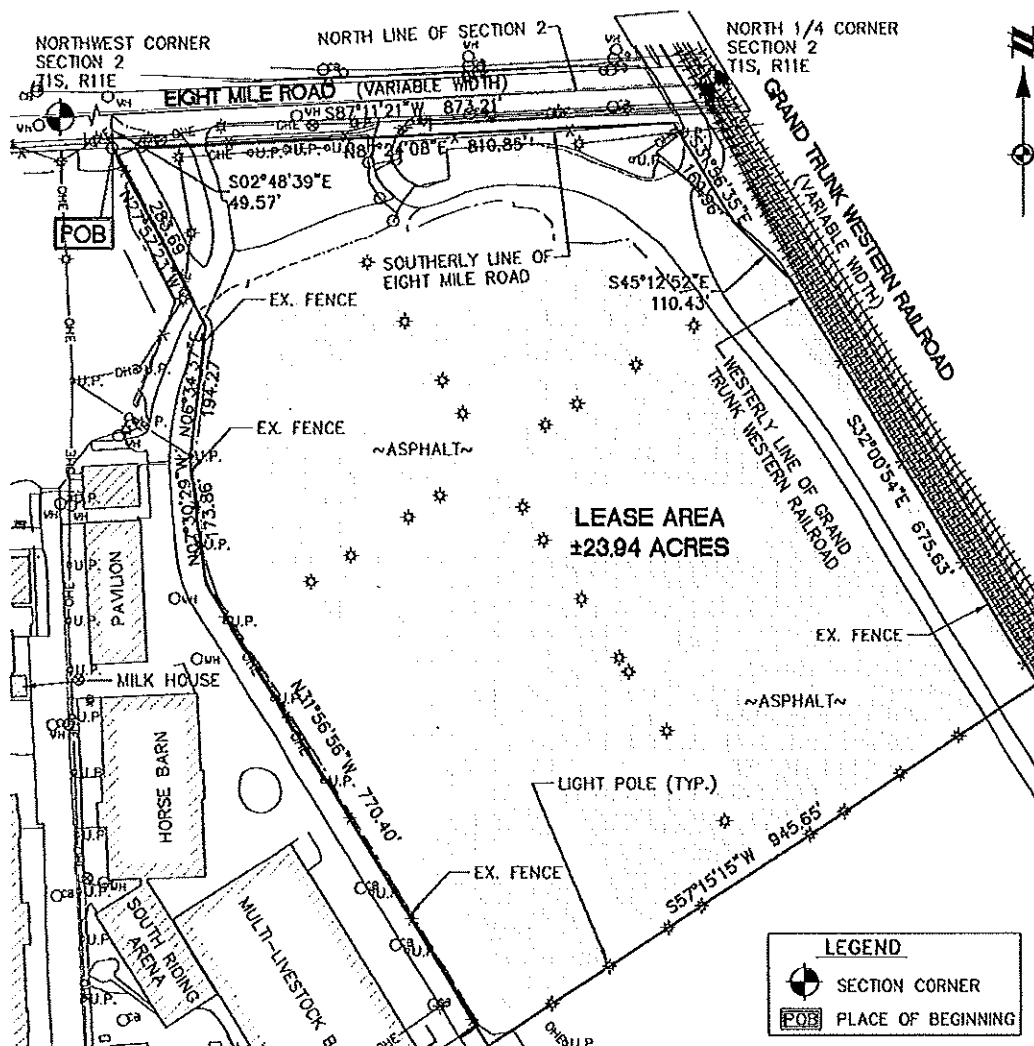 NORTHWEST CORNER
SECTION 2
T1S, R11E
NORTH LINE OF SECTION 2
NORTH 1/4 CORNER
SECTION 2
T1S, R11E
EIGHT MILE ROAD (VARIABLE WIDTH)
S87°11'21"W 873.21'
810.85'
S02°48'39"E
49.57'
POB
283.69
N27°52'23"W
SOUTHERLY LINE OF
EIGHT MILE ROAD
GRAND TRUNK WESTERN RAILROAD
(VARIABLE WIDTH)
S45°12'52"E
110.43'
EX. FENCE
194.27
EX. FENCE
N07°30'29"W
173.86
~ASPHALT~
LEASE AREA
±23.94 ACRES
WESTERLY LINE OF GRAND
TRUNK WESTERN RAILROAD
S32°00'54"E 675.63'
EX. FENCE
PAVILION
MILK HOUSE
~ASPHALT~
N31°56'56"W 770.40'
HORSE BARN
LIGHT POLE (TYP.)
EX. FENCE
S57°15'15"W 945.65'
SOUTH RIDING
ARENA
MULTI-LIVESTOCK B
OHE
U.P.
LEGEND
SECTION CORNER
POB PLACE OF BEGINNING